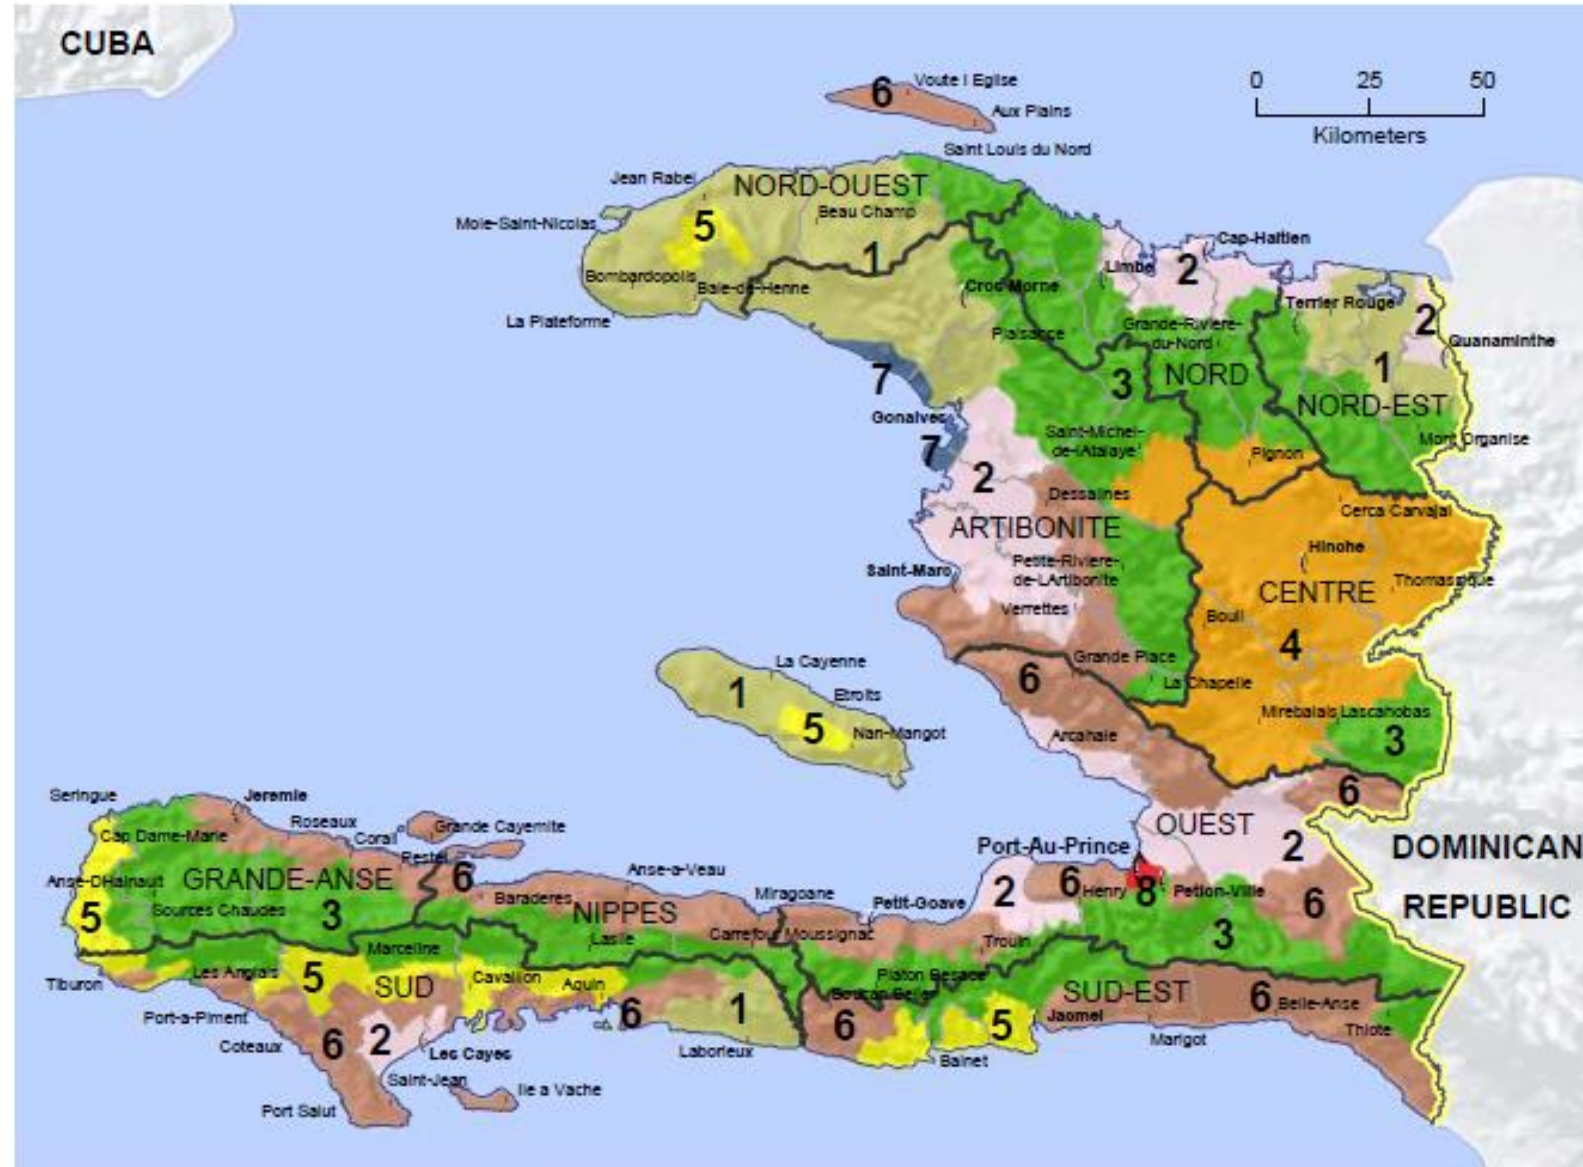 CUBA
0 25 50
Kilometers
6
Voute l Eglise
Aux Plains
Saint Louis du Nord
Jean Rabel
NORD-OUEST
Mole-Saint-Nicolas
5
Beau Champ
1
Cap-Haitien
Limbe
2
Bombardopolis
Baie-de-Henne
Cros Morne
Terrier Rouge
2
La Plateforme
Plaisance
Grande-Riviere-
du-Nord
Quanaminthe
7
3
NORD
1
NORD-EST
Gonaives
7
Saint-Michel-
de-lAtalaye
Pignon
Mont Organise
2
Dessalines
Cerca Carvajal
ARTIBONITE
Hinche
Saint-Marc
Petite-Riviere-
de-LArtibonite
Thomassique
CENTRE
Verrettes
Bouli
4
Grande Place
La Cayenne
6
La Chapelle
1
Etroits
Mirebalais
Lascahobas
5
Nan-Mangot
Arcahaie
3
6
Seringue
Jeremie
Roseaux
Corail
Grande Cayemite
Cap Dame-Marie
OUEST
2
DOMINICAN
REPUBLIC
Port-Au-Prince
Pestel
6
Anse-a-Veau
Anse-DHainault
GRANDE-ANSE
Baraderes
Miragoane
Petit-Goave
2
6
Henry
8
Petion-Ville
6
5
Sources Chaudes
3
NIPPES
Lasile
Carrefour Moussignac
Trouin
3
Marceline
Tiburon
Les Anglais
5
SUD
Cavaillon
Aquin
Platon Besace
Boucan Belier
SUD-EST
6
Belle-Anse
Port-a-Piment
6
1
6
5
Jacmel
Thiote
Coteaux
6
2
Les Cayes
Laborieux
Bainet
Marigot
Saint-Jean
Ile a Vache
Port Salut